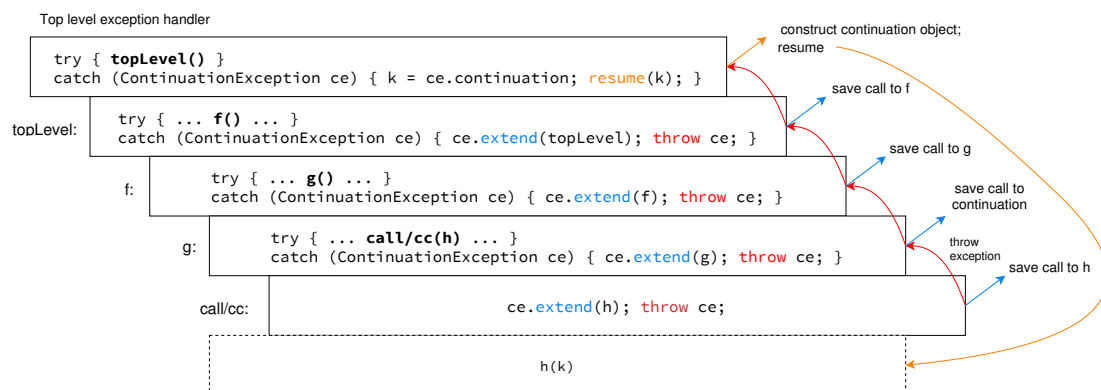 Top level exception handler
construct continuation object;
resume
try { topLevel() }
catch (ContinuationException ce) { k = ce.continuation; resume(k); }
save call to f
topLevel:
try { ... f() ... }
catch (ContinuationException ce) { ce.extend(topLevel); throw ce; }
save call to g
f:
try { ... g() ... }
catch (ContinuationException ce) { ce.extend(f); throw ce; }
save call to
continuation
g:
try { ... call/cc(h) ... }
catch (ContinuationException ce) { ce.extend(g); throw ce; }
throw
exception
save call to h
call/cc:
ce.extend(h); throw ce;
h(k)